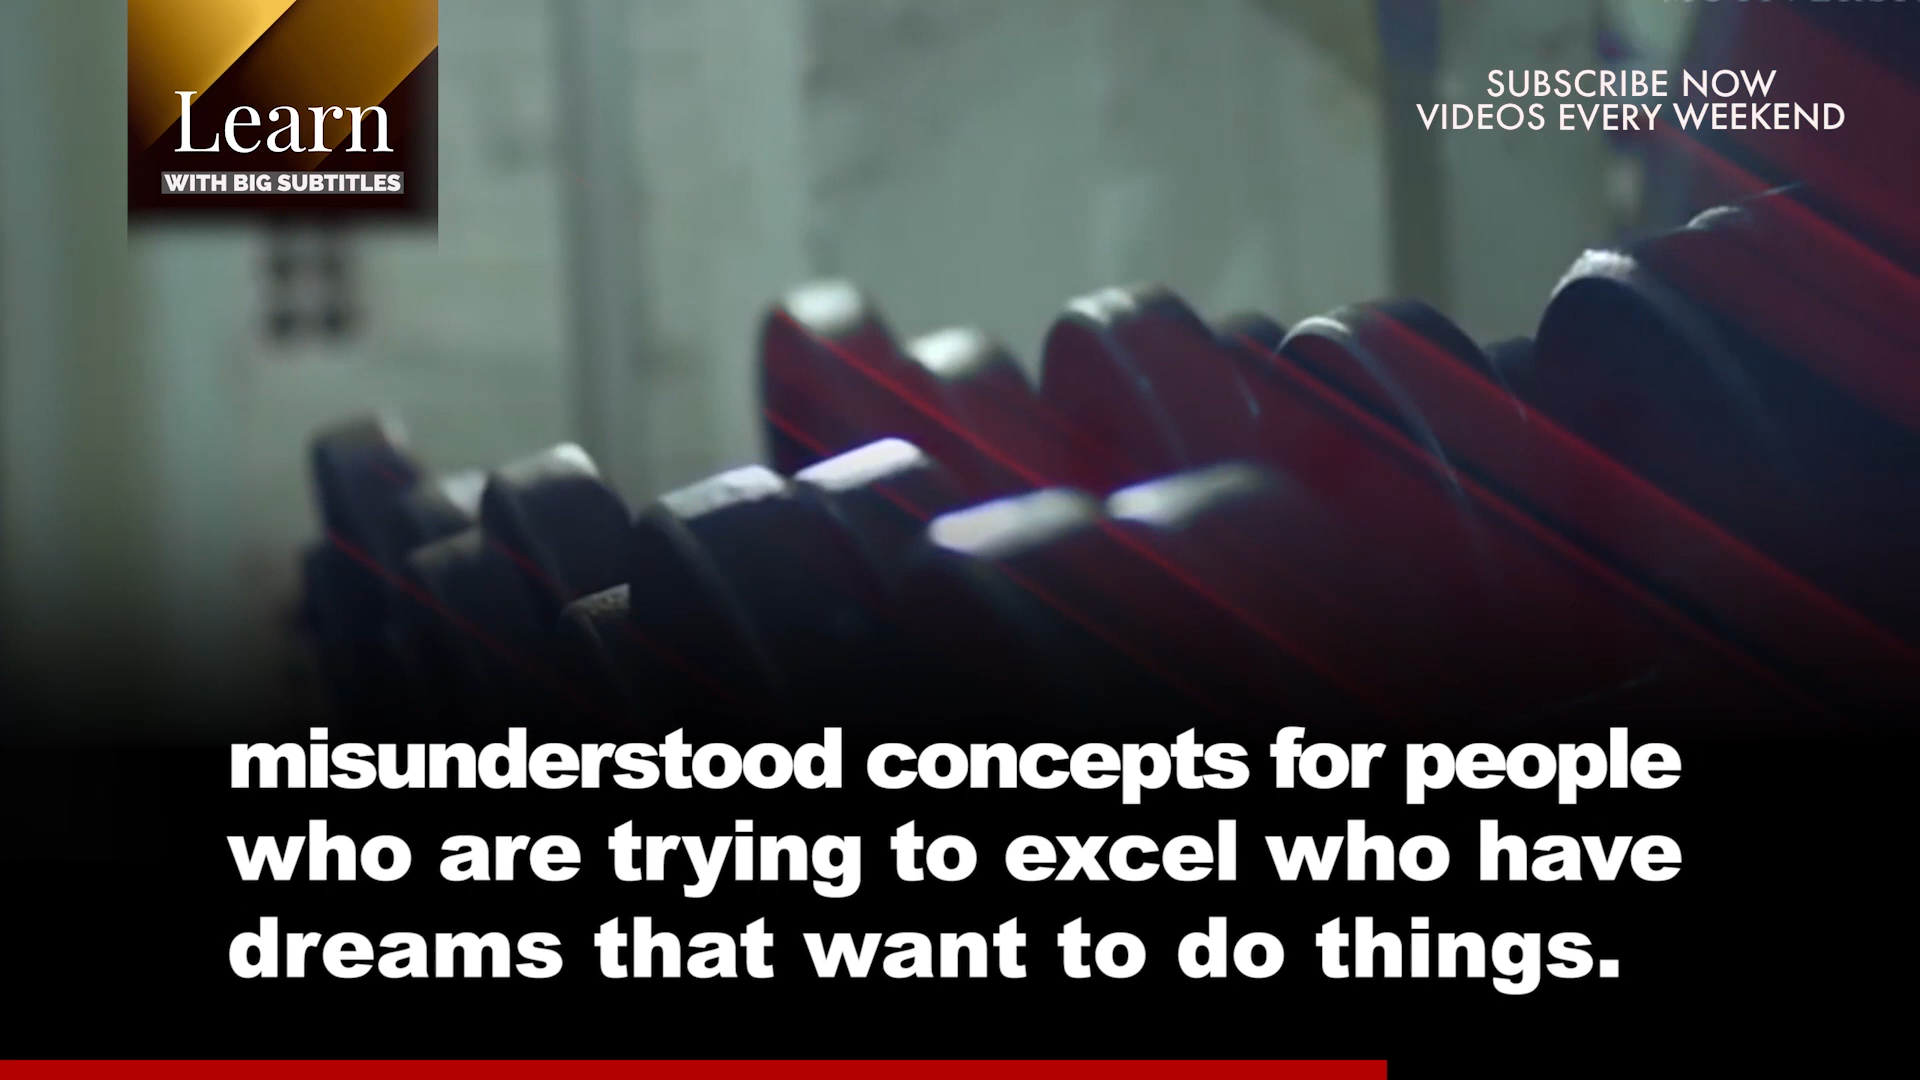 Learn
WITH BIG SUBTITLES
SUBSCRIBE NOW
VIDEOS EVERY WEEKEND
misunderstood concepts for people
who are trying to excel who have
dreams that want to do things.